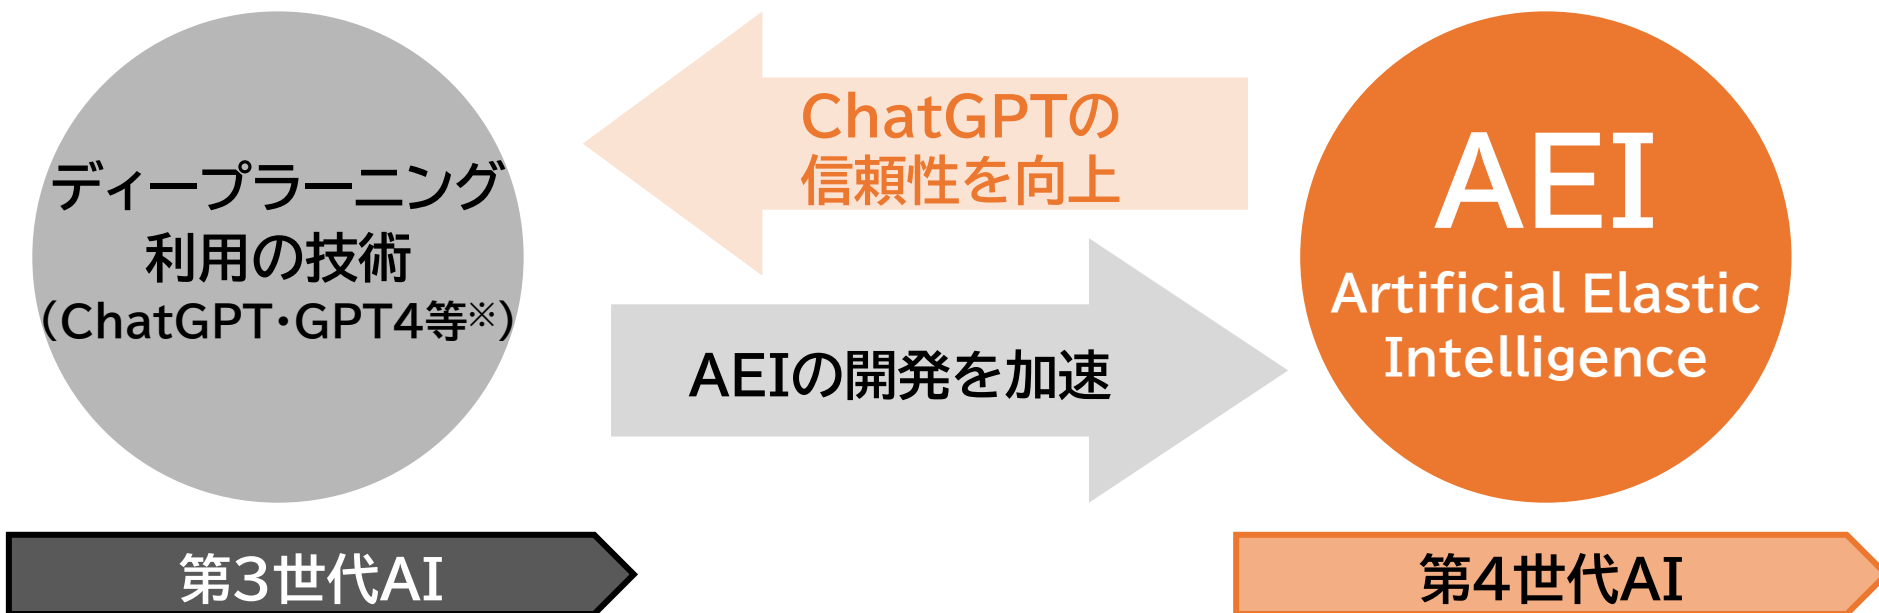 ディープラーニング
利用の技術
（ChatGPT・GPT4等※）
ChatGPTの
信頼性を向上
AEIの開発を加速
AEI
Artificial Elastic
Intelligence
第3世代AI
第4世代AI